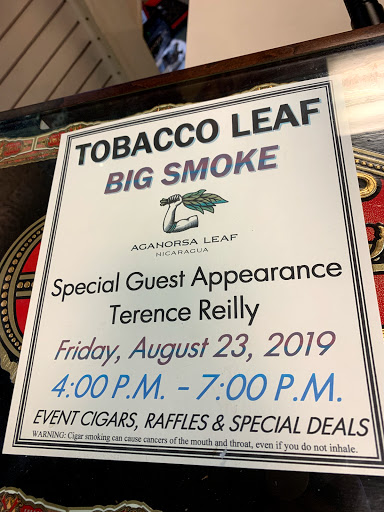 TOBACCO LEAF
BIG SMOKE
AGANORSA LEAF
NICARAGUA
Special Guest Appearance
Terence Reilly
Friday, August 23, 2019
4:00 P.M. - 7:00 P.M.
EVENT CIGARS, RAFFLES & SPECIAL DEALS
WARNING: Cigar smoking can cause cancers of the mouth and throat, even if you do not inhale.